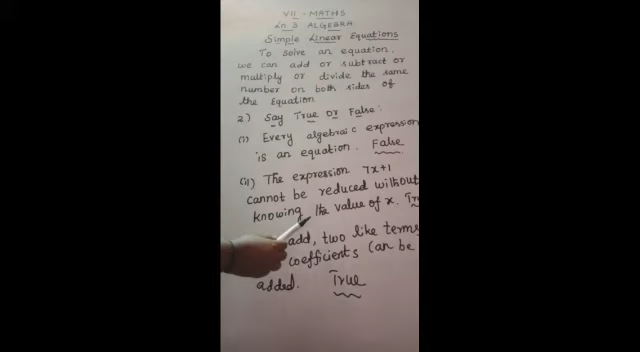 VII - MATHS
Ln 3 ALGEBRA
Simple Linear Equations
To solve an equation,
we can add or subtract or
multiply or divide the same
number on both sides of
the Equation.
2) Say True or False:
(i) Every algebraic expression
is an equation. False
(ii) The expression 7x+1
cannot be reduced without
knowing the value of x. Tru
add, two like terms
coefficients can be
added. True